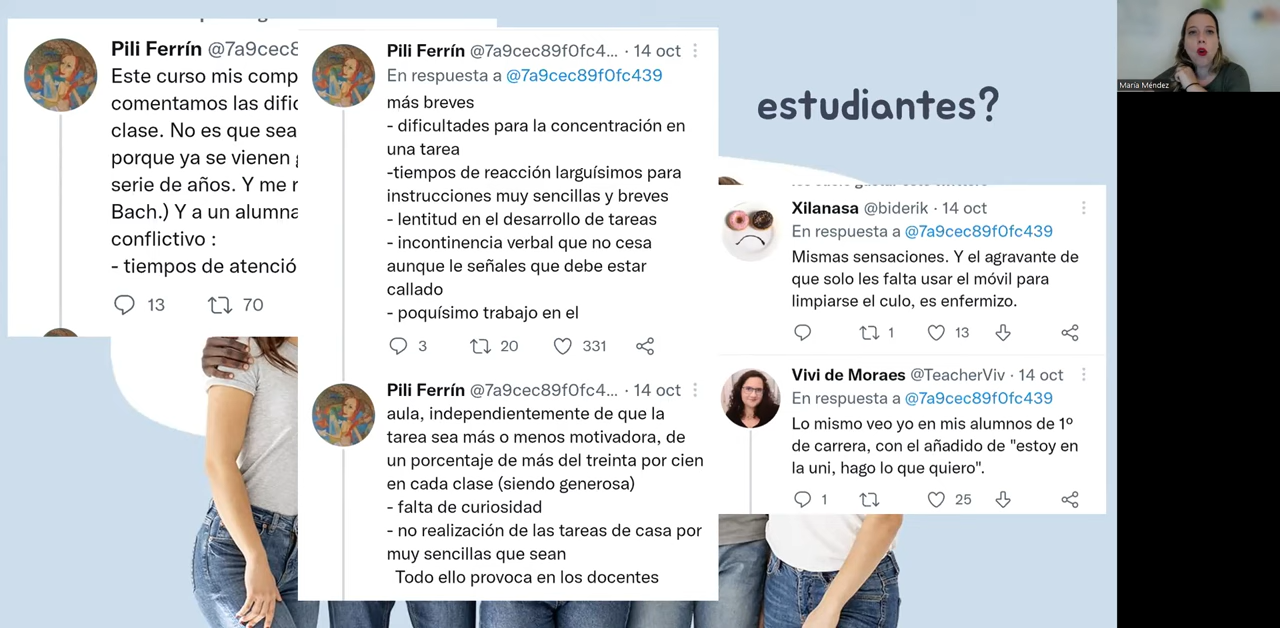 Pili Ferrín @7a9cec8
Este curso mis comp
comentamos las dific
clase. No es que sea
porque ya se vienen
serie de años. Y me r
Bach.) Y a un alumna
conflictivo :
- tiempos de atenció
13 70
Pili Ferrín @7a9cec89f0fc4... · 14 oct
En respuesta a @7a9cec89f0fc439
más breves
- dificultades para la concentración en
una tarea
-tiempos de reacción larguísimos para
instrucciones muy sencillas y breves
- lentitud en el desarrollo de tareas
- incontinencia verbal que no cesa
aunque le señales que debe estar
callado
- poquísimo trabajo en el
3 20 331
Pili Ferrín @7a9cec89f0fc4... · 14 oct
aula, independientemente de que la
tarea sea más o menos motivadora, de
un porcentaje de más del treinta por cien
en cada clase (siendo generosa)
- falta de curiosidad
- no realización de las tareas de casa por
muy sencillas que sean
Todo ello provoca en los docentes
estudiantes?
Xilanasa @biderik · 14 oct
En respuesta a @7a9cec89f0fc439
Mismas sensaciones. Y el agravante de
que solo les falta usar el móvil para
limpiarse el culo, es enfermizo.
1 13
Vivi de Moraes @TeacherViv · 14 oct
En respuesta a @7a9cec89f0fc439
Lo mismo veo yo en mis alumnos de 1º
de carrera, con el añadido de "estoy en
la uni, hago lo que quiero".
1 25
María Méndez